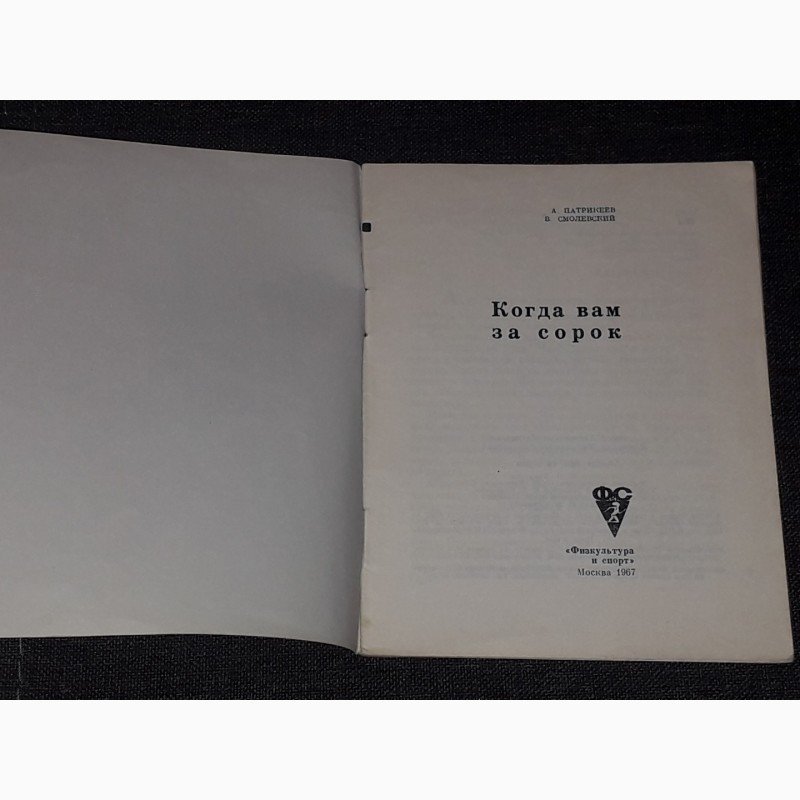 А ПАТРИКЕЕВ
В СМОЛЕВСКИЙ
Когда вам
за сорок
ФС
«Физкультура
и спорт»
Москва 1967